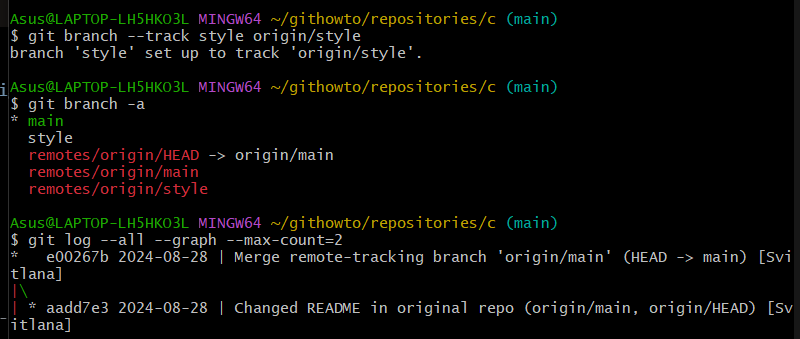 Asus@LAPTOP-LH5HKO3L MINGW64 ~/githowto/repositories/c (main)
$ git branch --track style origin/style
branch 'style' set up to track 'origin/style'.
Asus@LAPTOP-LH5HKO3L MINGW64 ~/githowto/repositories/c (main)
$ git branch -a
* main
  style
  remotes/origin/HEAD -> origin/main
  remotes/origin/main
  remotes/origin/style
Asus@LAPTOP-LH5HKO3L MINGW64 ~/githowto/repositories/c (main)
$ git log --all --graph --max-count=2
*   e00267b 2024-08-28 | Merge remote-tracking branch 'origin/main' (HEAD -> main) [Svi
tlana]
|\
| * aadd7e3 2024-08-28 | Changed README in original repo (origin/main, origin/HEAD) [Sv
itlana]